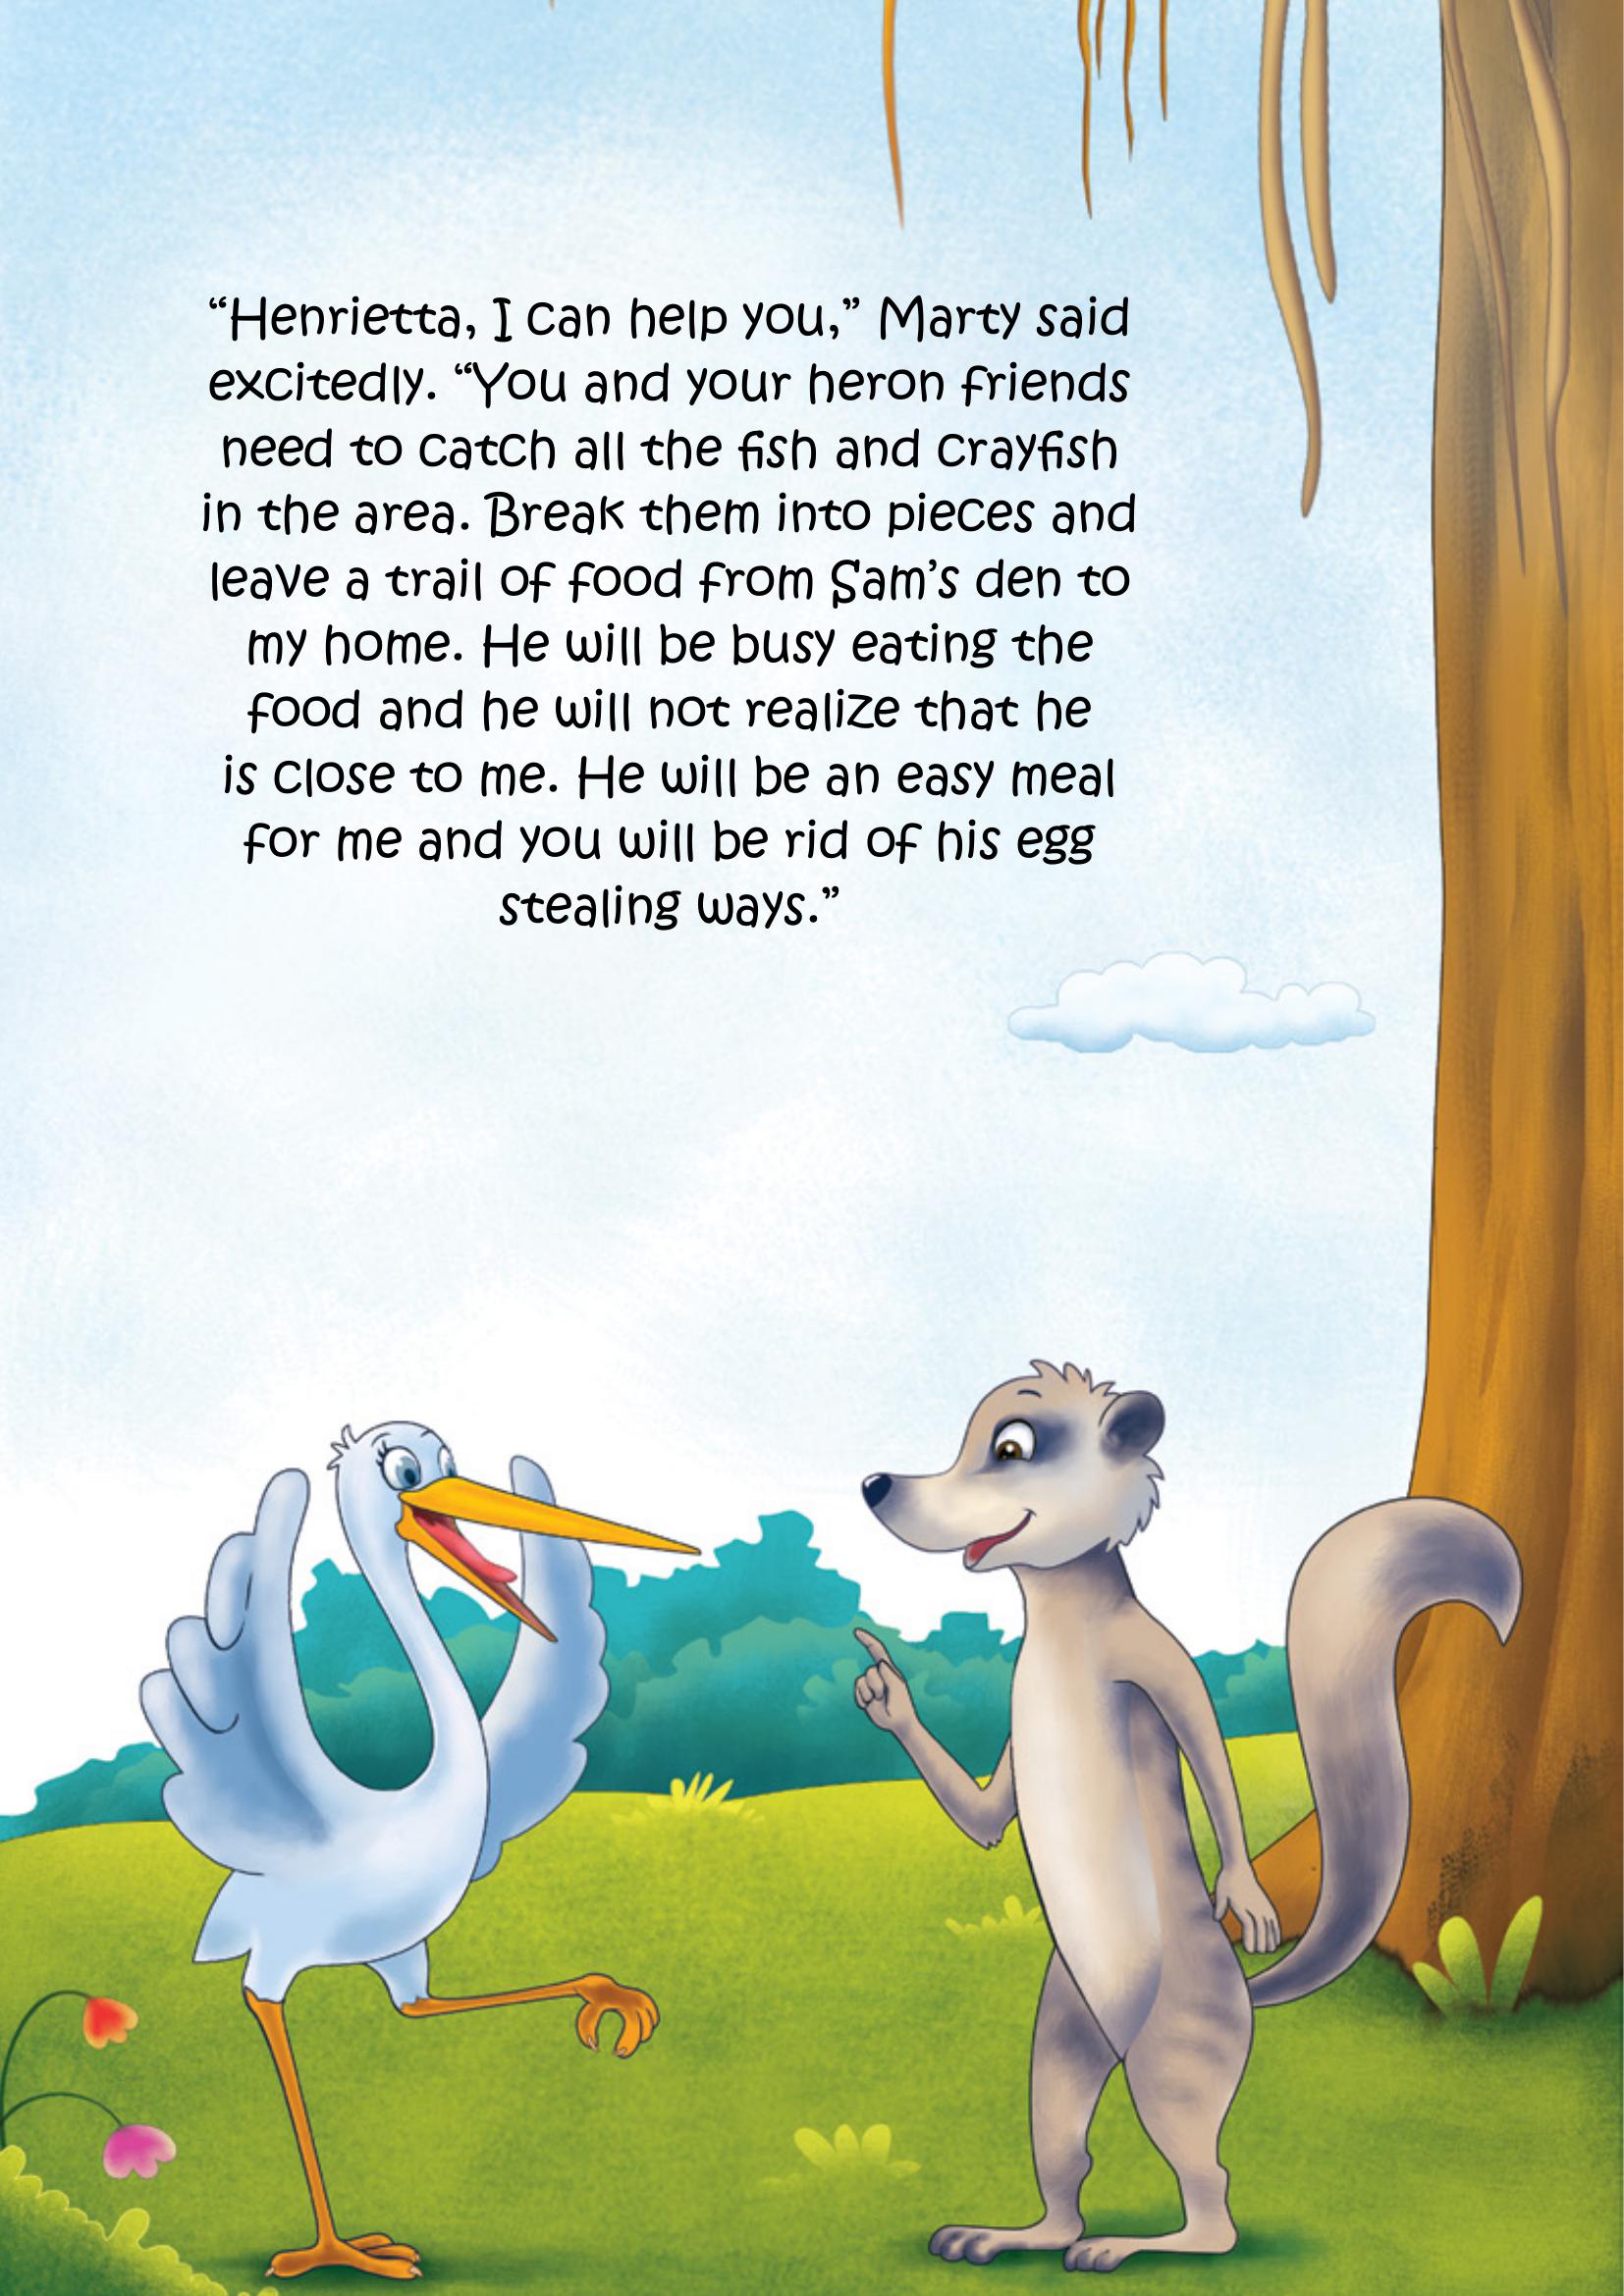 “Henrietta, I can help you,” Marty said
excitedly. “You and your heron friends
need to catch all the fish and crayfish
in the area. Break them into pieces and
leave a trail of food from Sam’s den to
my home. He will be busy eating the
food and he will not realize that he
is close to me. He will be an easy meal
for me and you will be rid of his egg
stealing ways.”